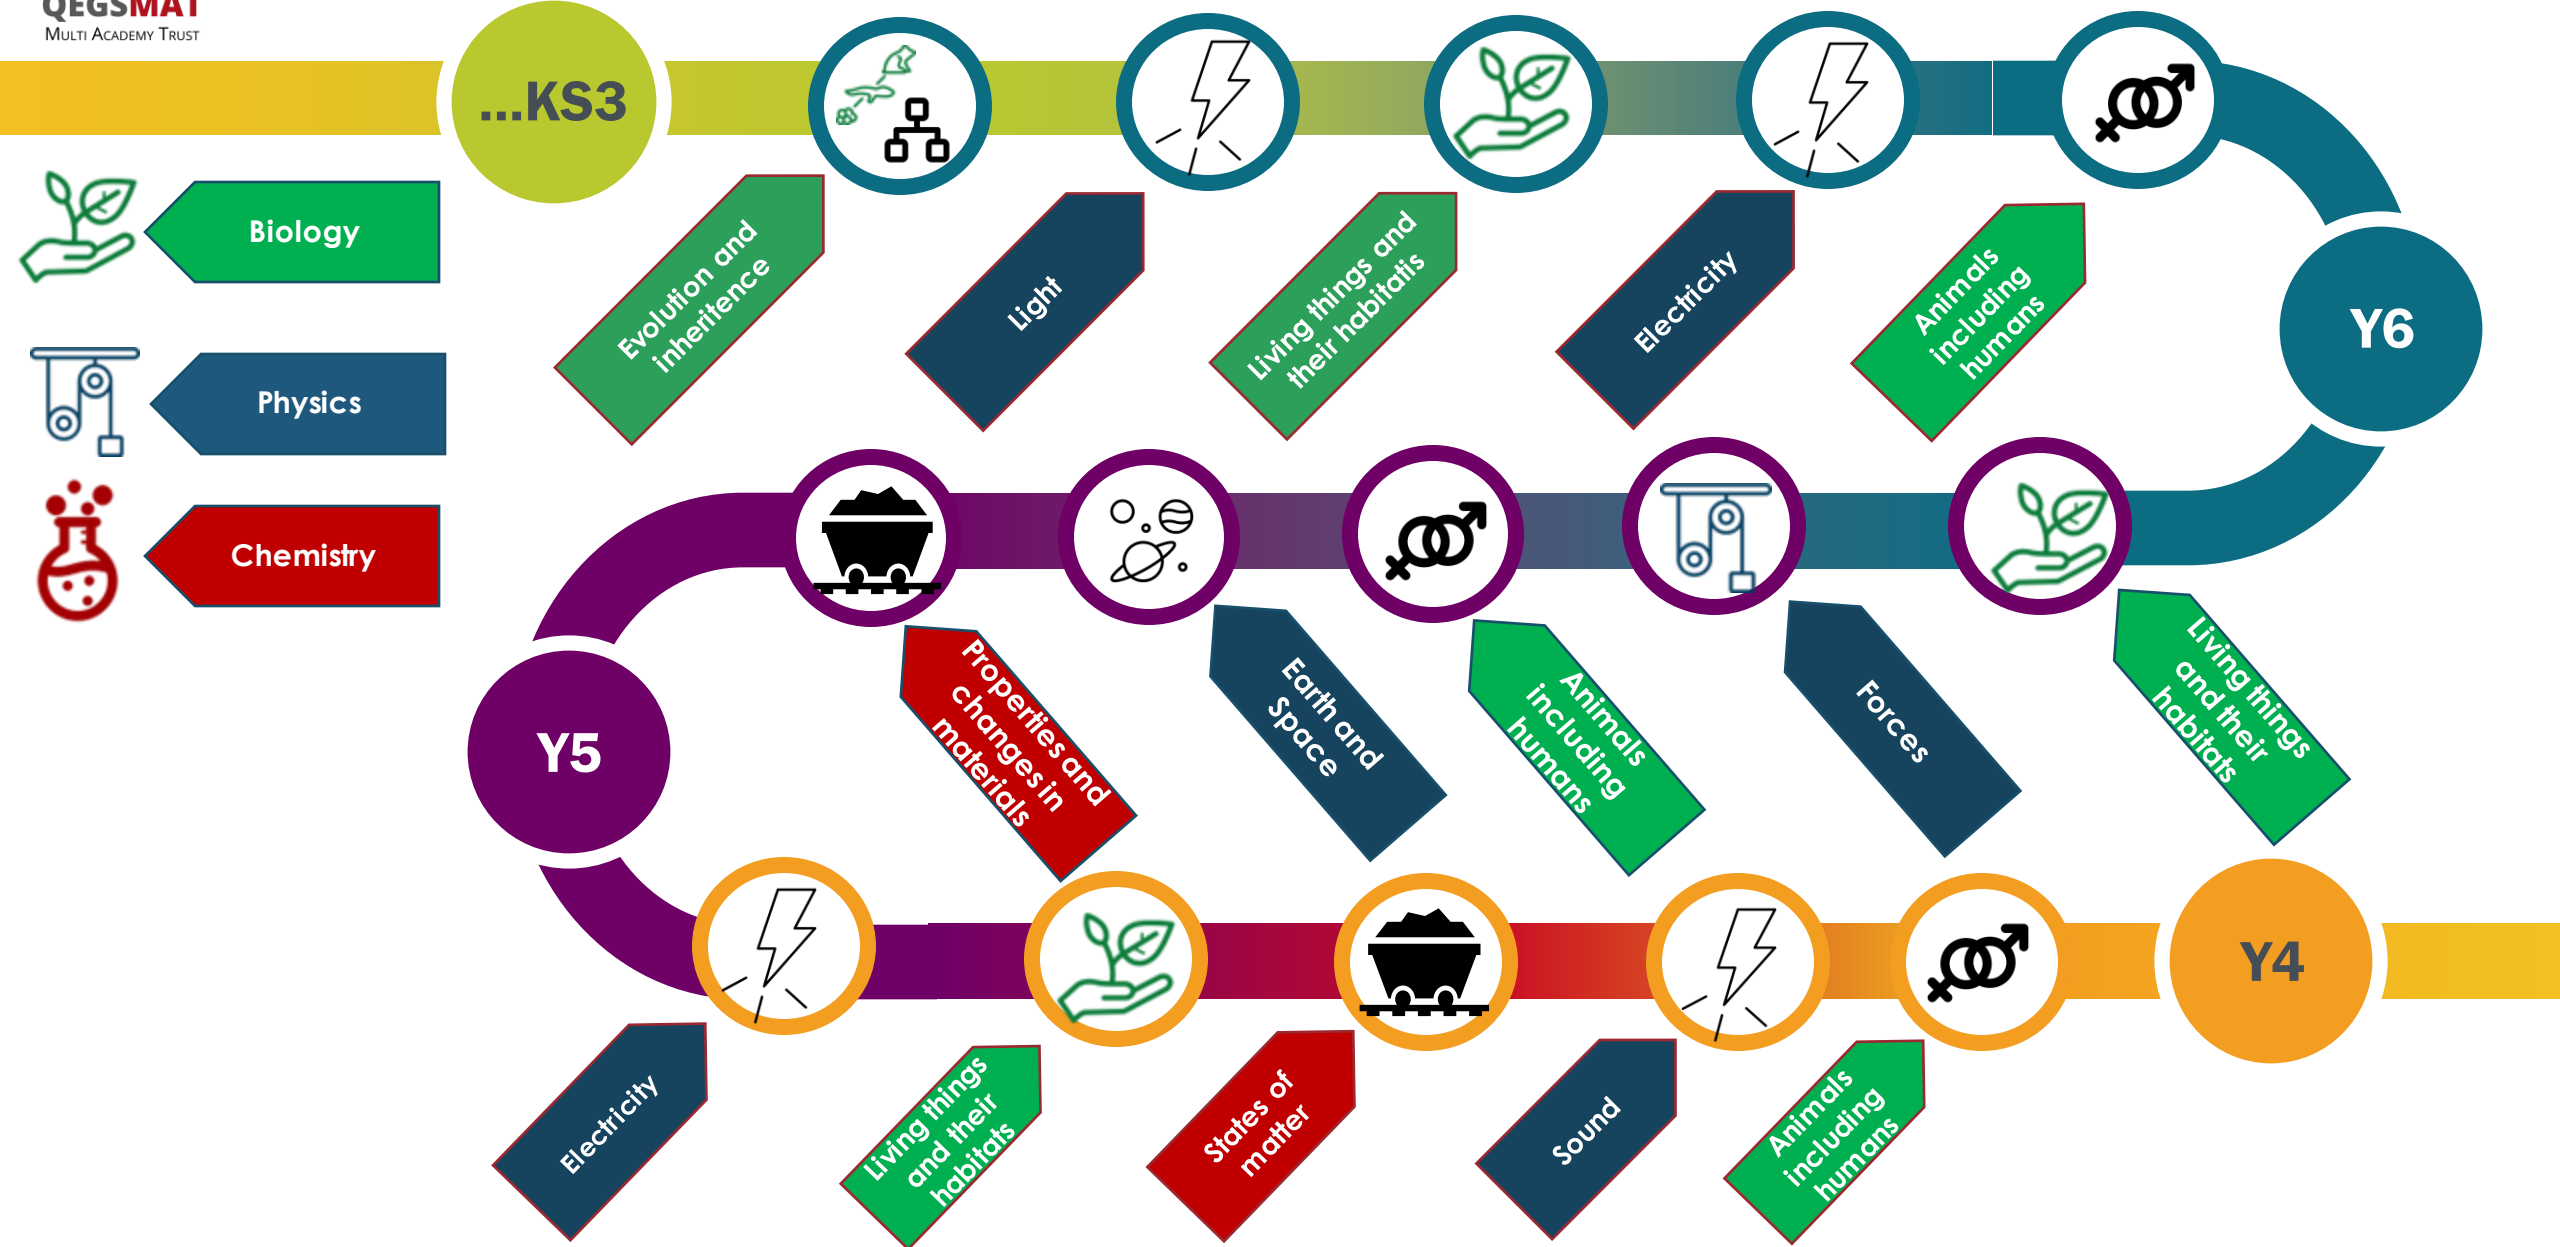 QEGSMAT
MULTI ACADEMY TRUST
...KS3
Biology
Physics
Chemistry
Evolution and
inheritence
Light
Living things and
their habitatis
Electricity
Animals
including
humans
Y6
Properties and
changes in
materials
Earth and
Space
Animals
including
humans
Forces
Living things
and their
habitats
Y5
Electricity
Living things
and their
habitats
States of
matter
Sound
Animals
including
humans
Y4